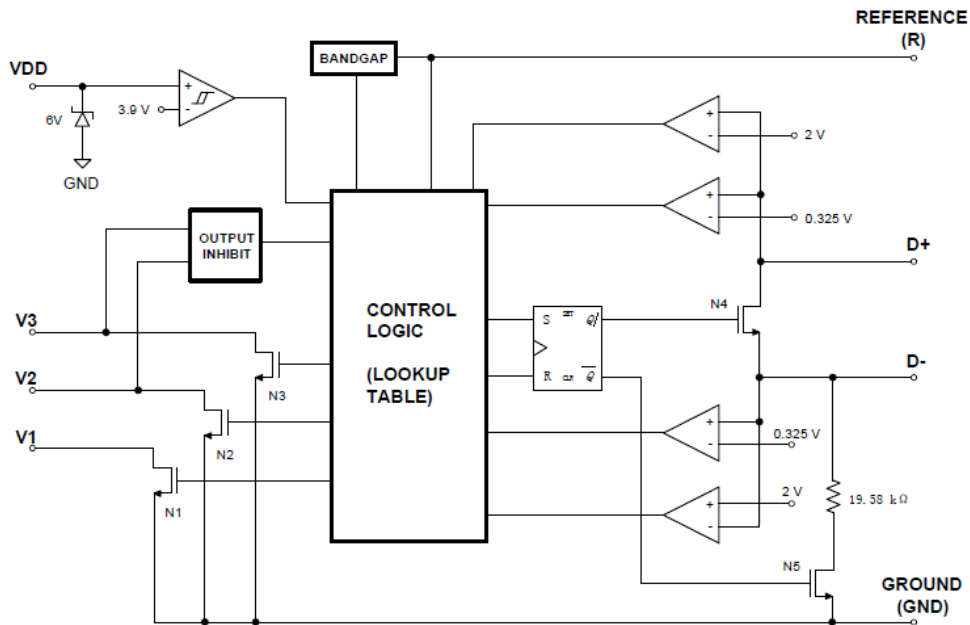 REFERENCE
(R)
BANDGAP
VDD
+
-
3.9 V
6V
GND
+
-
2 V
+
-
0.325 V
OUTPUT
INHIBIT
D+
V3
CONTROL
LOGIC
(LOOKUP
TABLE)
S
Q
R
Q
N4
D-
V2
N3
V1
N2
+
-
0.325 V
N1
+
-
2 V
19.58 kΩ
N5
GROUND
(GND)